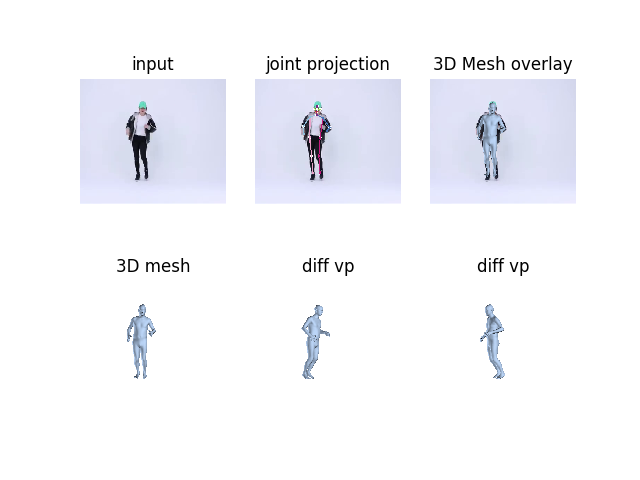 input
joint projection
3D Mesh overlay
3D mesh
diff vp
diff vp